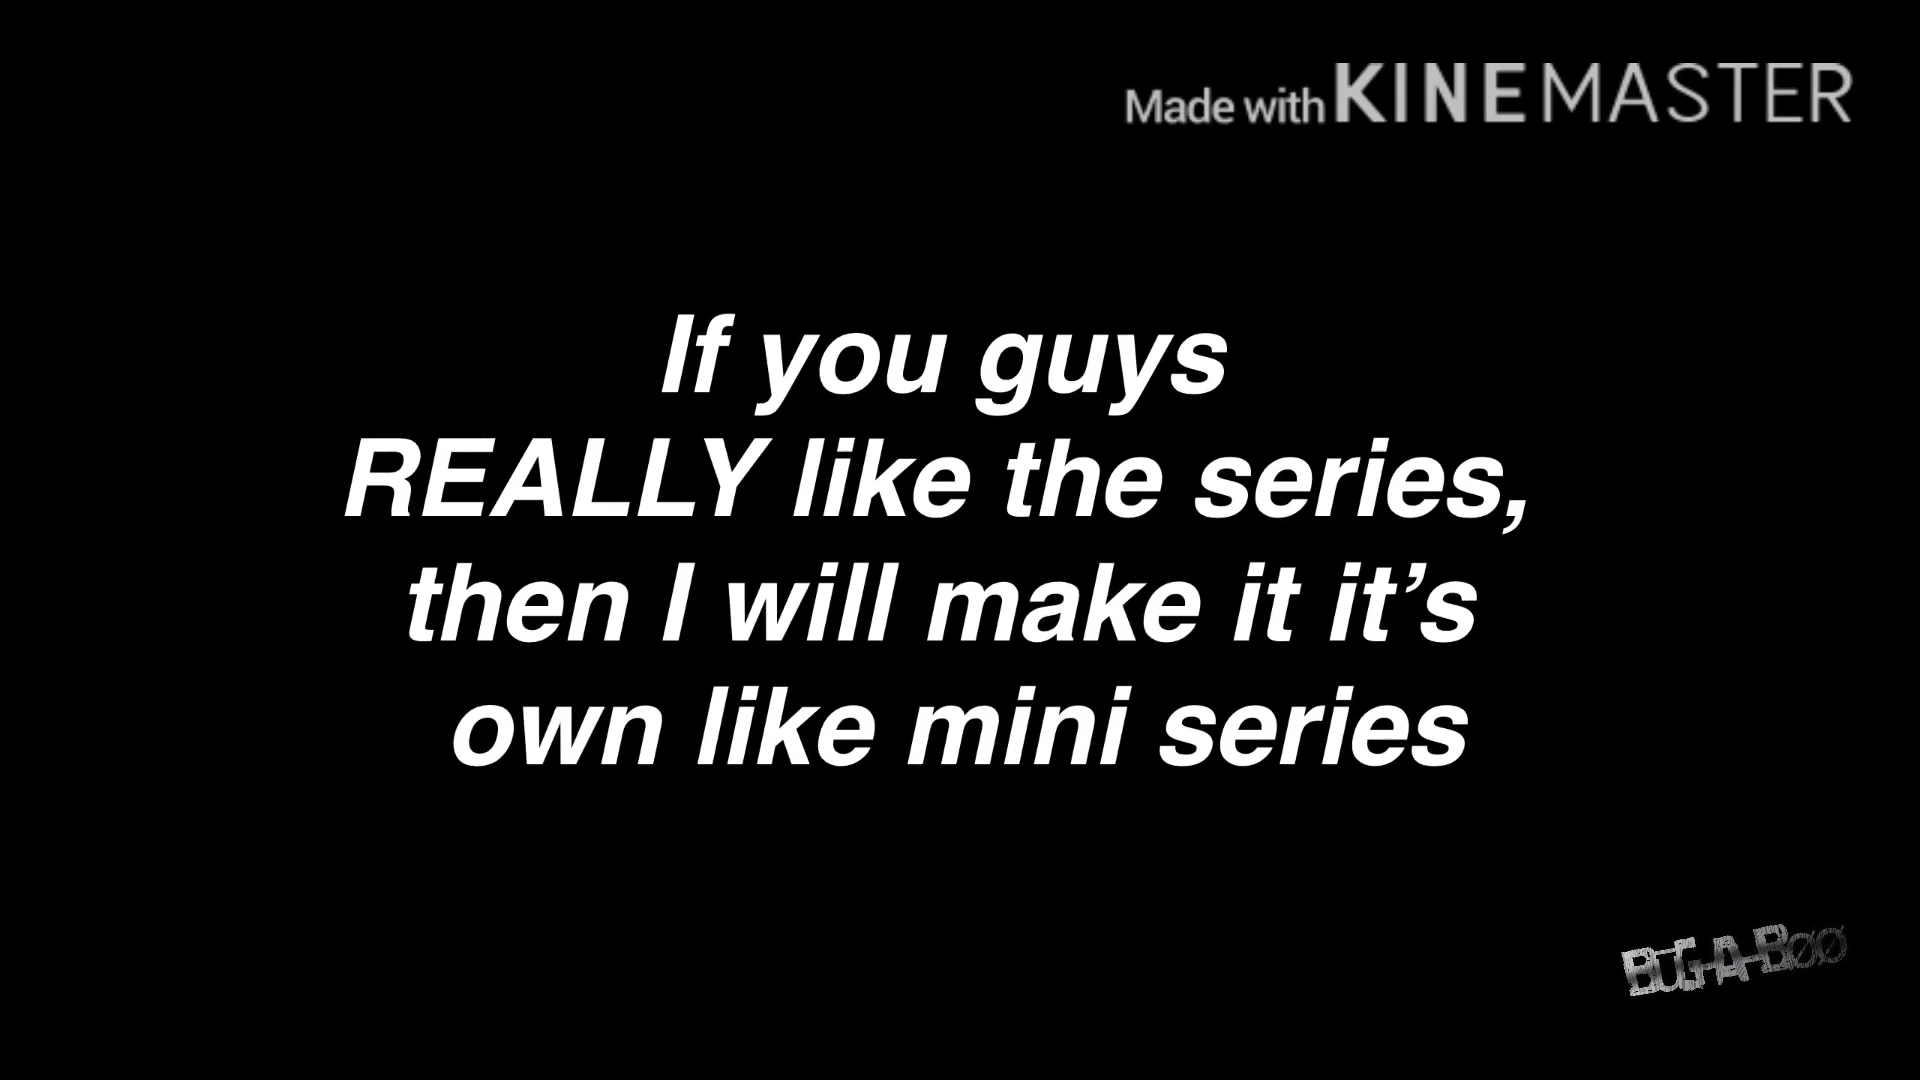 Made with KINEMASTER
If you guys
REALLY like the series,
then I will make it it’s
own like mini series
BUG-A-BØØ